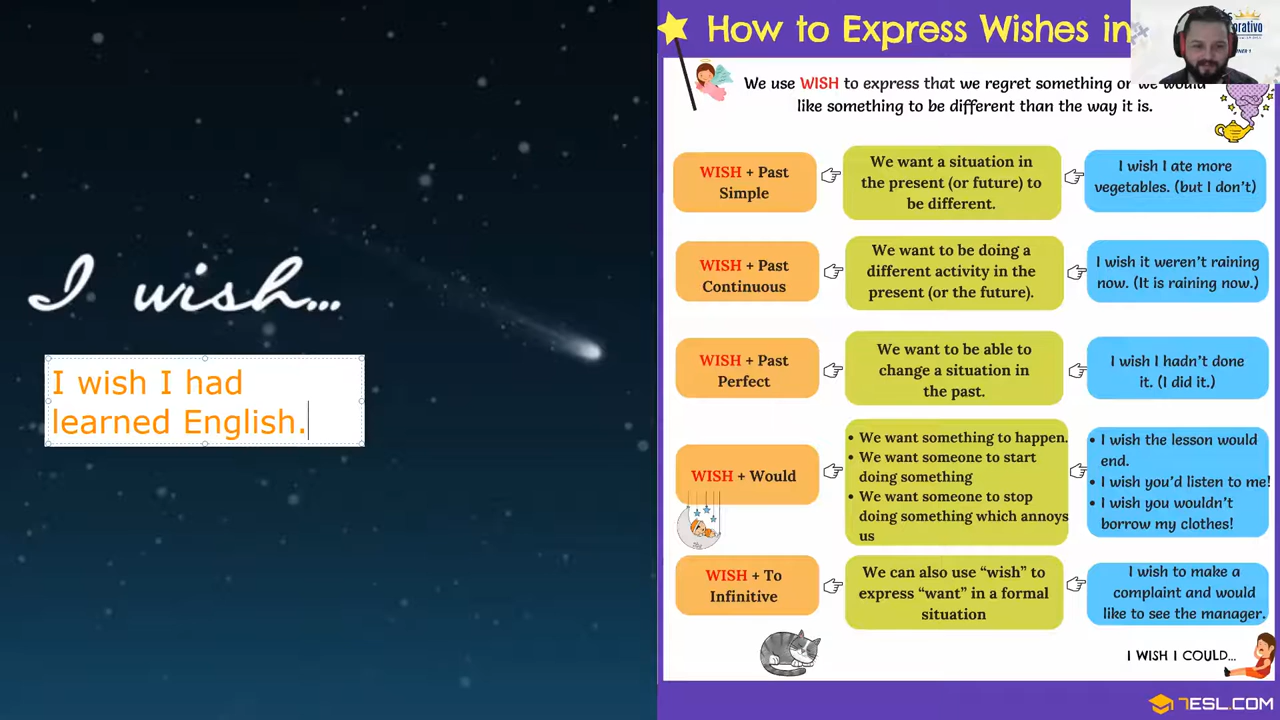 I wish...
I wish I had
learned English.
How to Express Wishes in
We use WISH to express that we regret something or we would
like something to be different than the way it is.
WISH + Past
Simple
We want a situation in
the present (or future) to
be different.
I wish I ate more
vegetables. (but I don't)
WISH + Past
Continuous
We want to be doing a
different activity in the
present (or the future).
I wish it weren't raining
now. (It is raining now.)
WISH + Past
Perfect
We want to be able to
change a situation in
the past.
I wish I hadn't done
it. (I did it.)
WISH + Would
• We want something to happen.
• We want someone to start
doing something
• We want someone to stop
doing something which annoys
us
• I wish the lesson would
end.
• I wish you'd listen to me!
• I wish you wouldn't
borrow my clothes!
WISH + To
Infinitive
We can also use “wish” to
express “want” in a formal
situation
I wish to make a
complaint and would
like to see the manager.
I WISH I COULD...
7ESL.COM